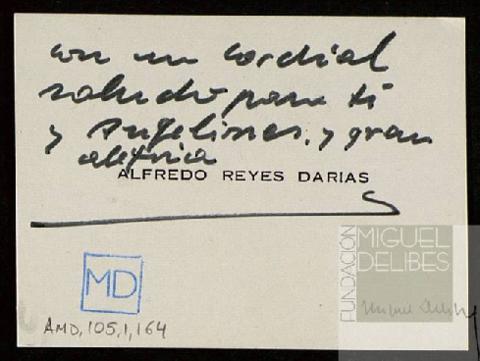 con un cordial
saludo para ti
y Angelines, y gran
alegría
ALFREDO REYES DARIAS
MD
AMD,105,1,164
FUNDACIÓN
MIGUEL
DELIBES